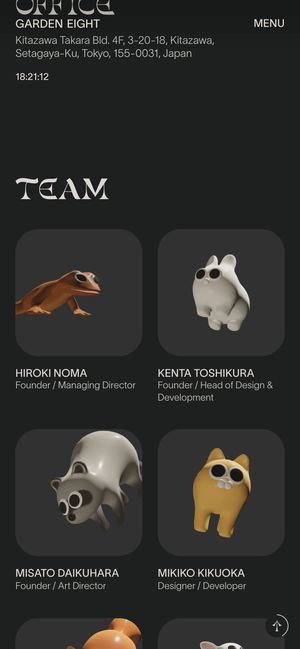 OFFICE
GARDEN EIGHT
MENU
Kitazawa Takara Bld. 4F, 3-20-18, Kitazawa,
Setagaya-Ku, Tokyo, 155-0031, Japan
18:21:12
TEAM
HIROKI NOMA
Founder / Managing Director
KENTA TOSHIKURA
Founder / Head of Design &
Development
MISATO DAIKUHARA
Founder / Art Director
MIKIKO KIKUOKA
Designer / Developer